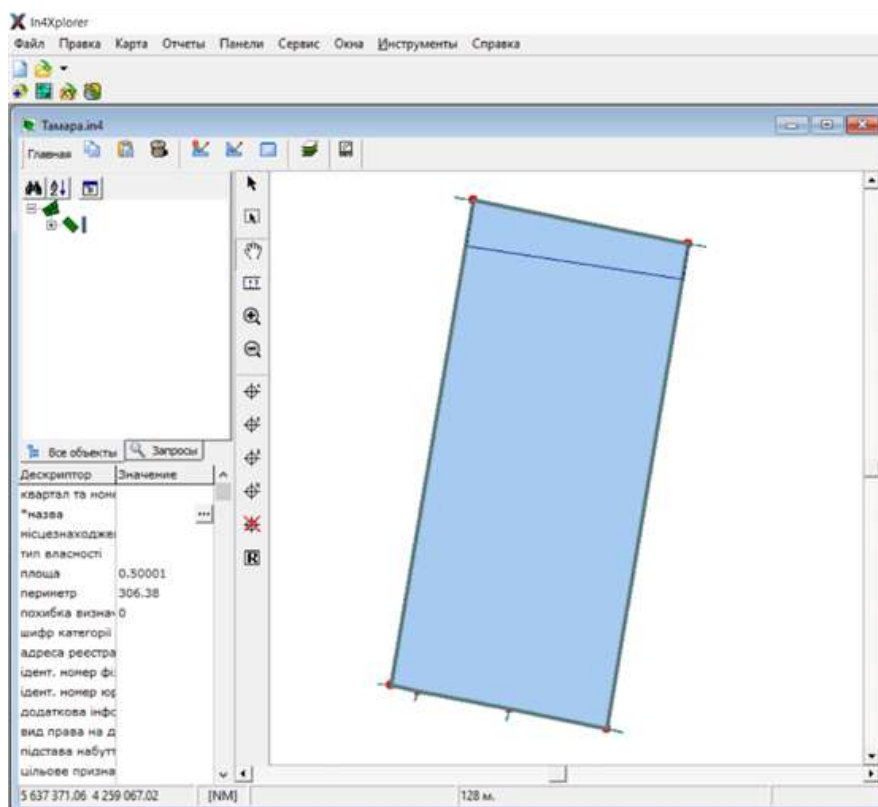 In4Xplorer
Файл Правка Карта Отчеты Панели Сервис Окна Инструменты Справка
Тамара.in4
Главная
Все объекты Запросы
Дескриптор Значение
квартал та ном
*назва ...
місцезнаходже
тип власності
площа 0.50001
периметр 306.38
похибка визнач 0
шифр категорії
адреса реєстра
ідент. номер фі
ідент. номер юр
додаткова інфо
вид права на д
підстава набутт
цільове призна
5 637 371.06 4 259 067.02 [NM] 128 м.